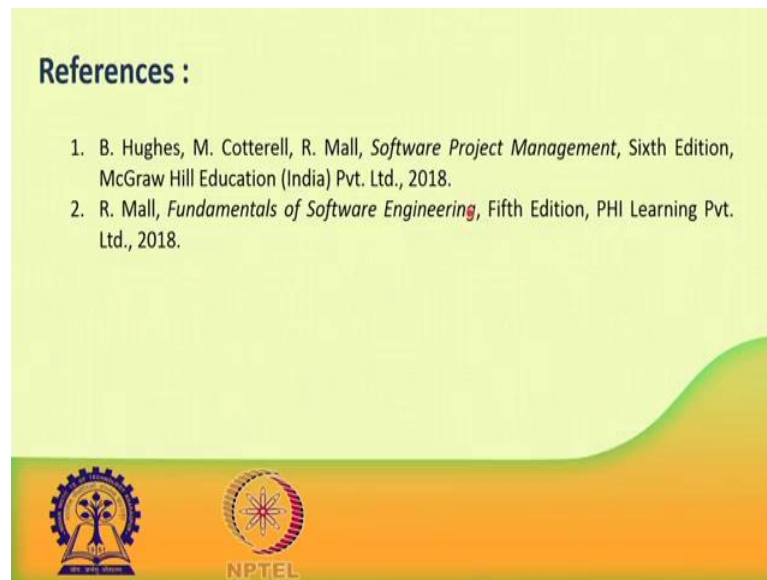 References :
1. B. Hughes, M. Cotterell, R. Mall, Software Project Management, Sixth Edition,
McGraw Hill Education (India) Pvt. Ltd., 2018.
2. R. Mall, Fundamentals of Software Engineering, Fifth Edition, PHI Learning Pvt.
Ltd., 2018.
NPTEL